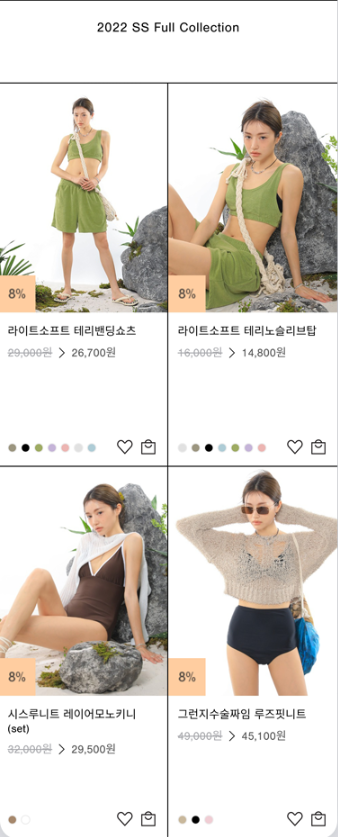 2022 SS Full Collection
8%
8%
라이트소프트 테리밴딩쇼츠
29,000원 > 26,700원
라이트소프트 테리노슬리브탑
16,000원 > 14,800원
8%
8%
시스루니트 레이어모노키니
(set)
32,000원 > 29,500원
그런지수술짜임 루즈핏니트
49,000원 > 45,100원